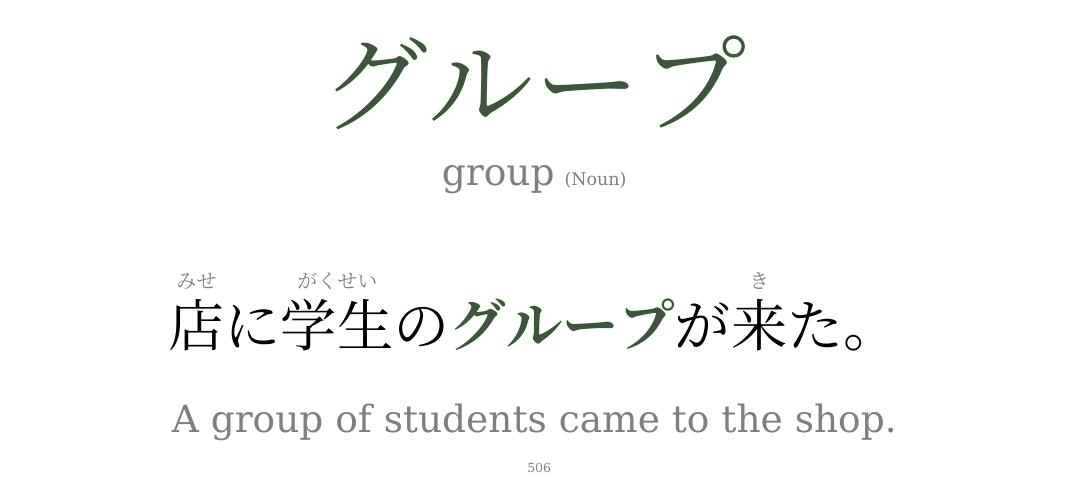 グループ
group (Noun)
みせ がくせい き
店に学生のグループが来た。
A group of students came to the shop.
506